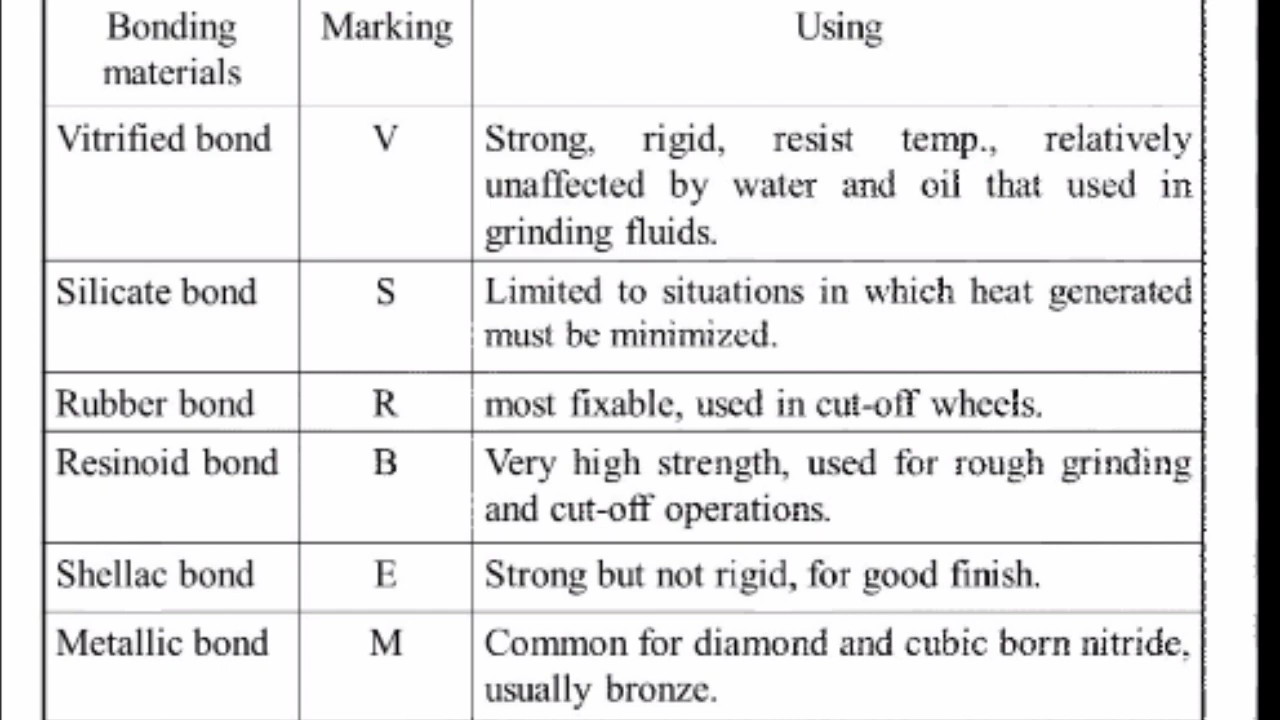 Bonding Marking Using
materials
Vitrified bond V Strong, rigid, resist temp., relatively
unaffected by water and oil that used in
grinding fluids.
Silicate bond S Limited to situations in which heat generated
must be minimized.
Rubber bond R most fixable, used in cut-off wheels.
Resinoid bond B Very high strength, used for rough grinding
and cut-off operations.
Shellac bond E Strong but not rigid, for good finish.
Metallic bond M Common for diamond and cubic born nitride,
usually bronze.